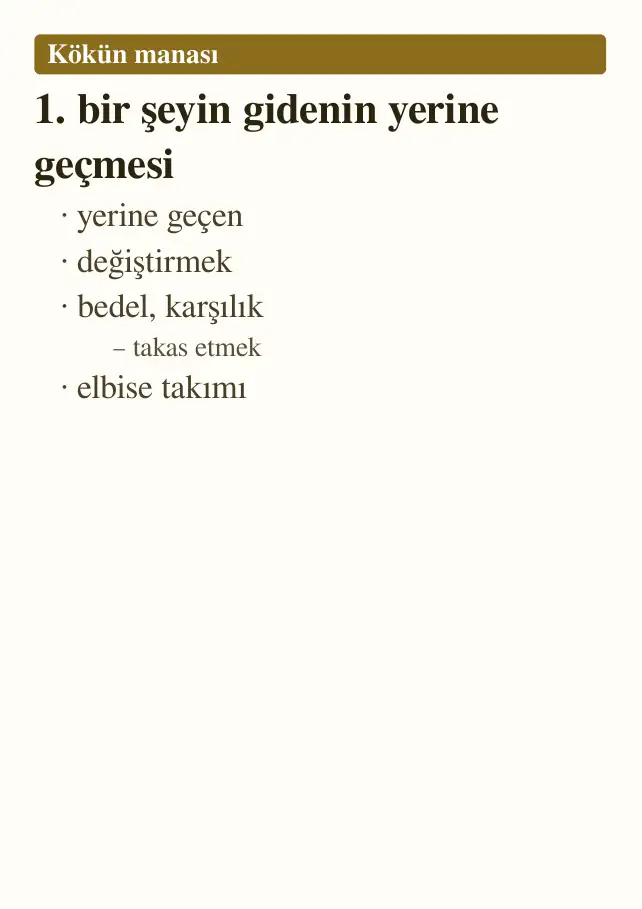 Kökün manası
1. bir şeyin gidenin yerine
geçmesi
· yerine geçen
· değiştirmek
· bedel, karşılık
– takas etmek
· elbise takımı